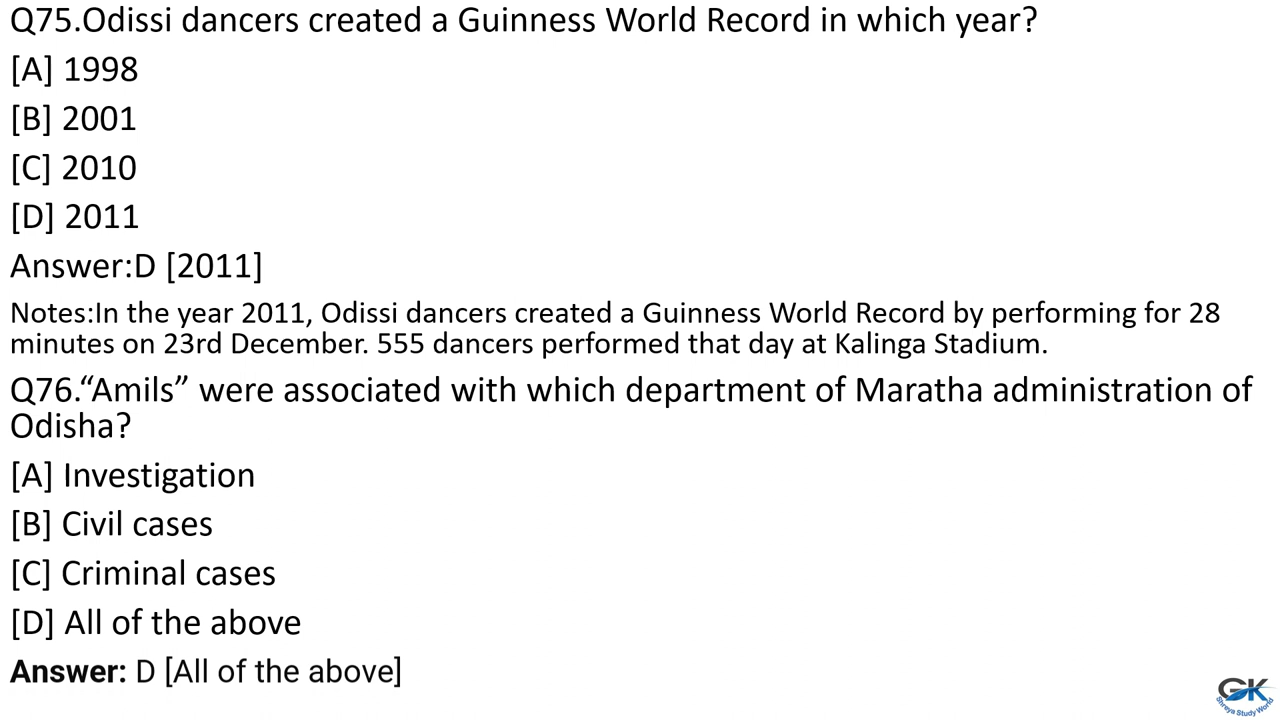 Q75.Odissi dancers created a Guinness World Record in which year?
[A] 1998
[B] 2001
[C] 2010
[D] 2011
Answer:D [2011]
Notes:In the year 2011, Odissi dancers created a Guinness World Record by performing for 28
minutes on 23rd December. 555 dancers performed that day at Kalinga Stadium.
Q76.“Amils” were associated with which department of Maratha administration of
Odisha?
[A] Investigation
[B] Civil cases
[C] Criminal cases
[D] All of the above
Answer: D [All of the above]
GK
Shreya Study World